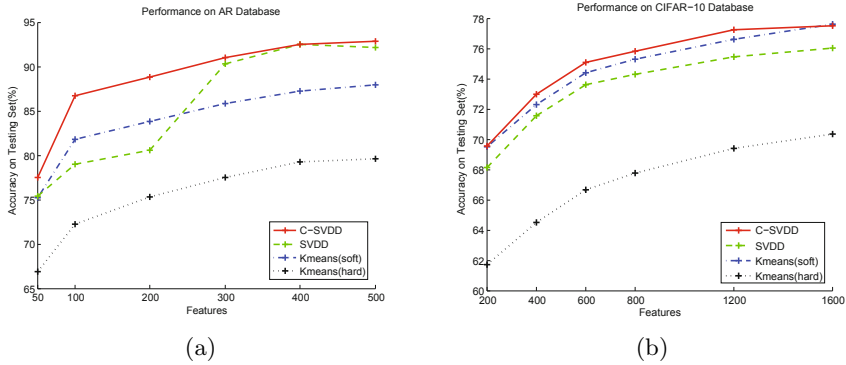 Performance on AR Database
Accuracy on Testing Set(%)
95
90
85
80
75
70
65
50
100
200
300
400
500
Features
C−SVDD
SVDD
Kmeans(soft)
Kmeans(hard)
(a)
Performance on CIFAR−10 Database
Accuracy on Testing Set(%)
78
76
74
72
70
68
66
64
62
60
200
400
600
800
1200
1600
Features
C−SVDD
SVDD
Kmeans(soft)
Kmeans(hard)
(b)